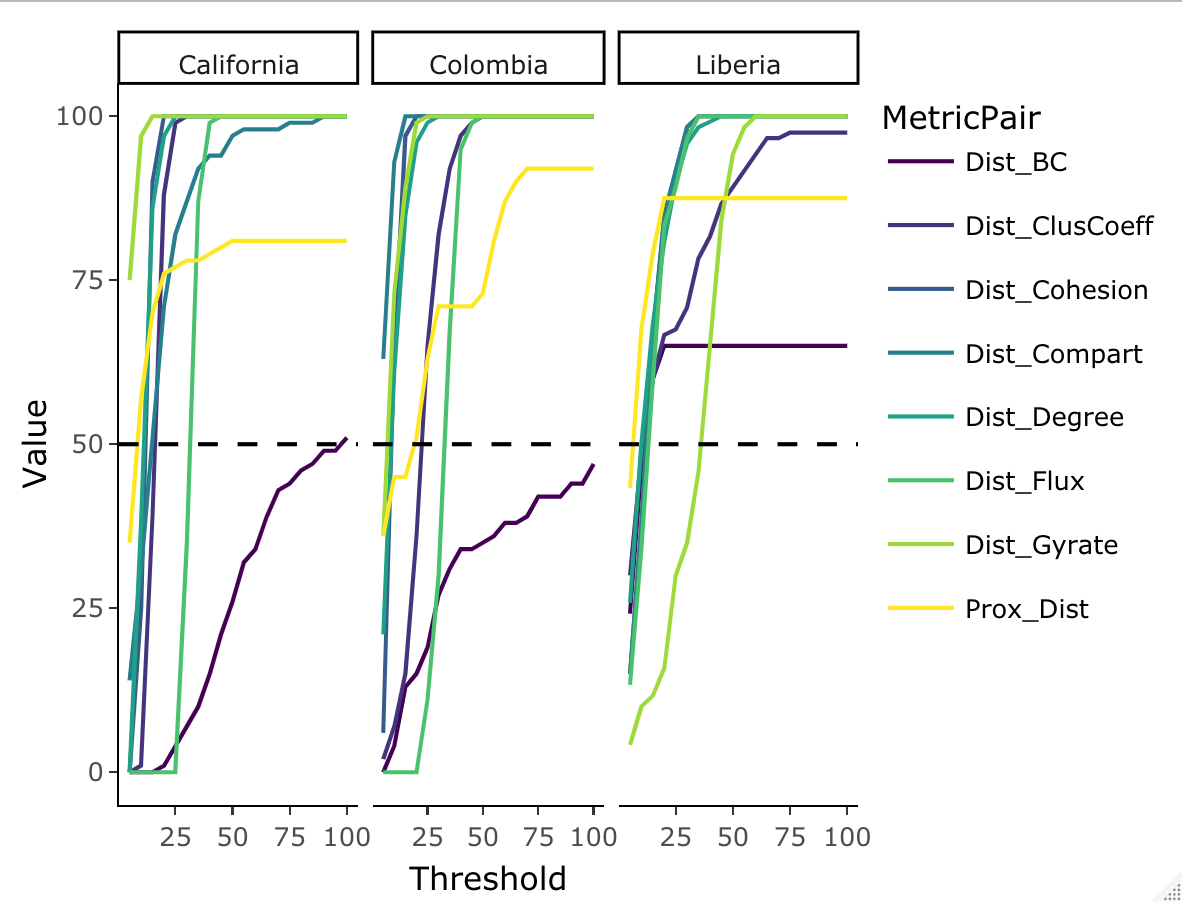 California Colombia Liberia
100
75
50
25
0
Value
25 50 75 100 25 50 75 100 25 50 75 100
Threshold
MetricPair
Dist_BC
Dist_ClusCoeff
Dist_Cohesion
Dist_Compart
Dist_Degree
Dist_Flux
Dist_Gyrate
Prox_Dist